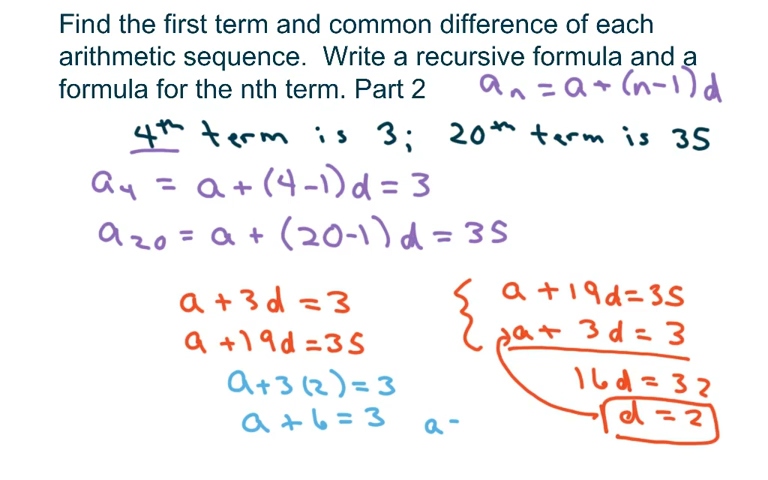 Find the first term and common difference of each
arithmetic sequence. Write a recursive formula and a
formula for the nth term. Part 2
aₙ = a + (n-1)d
4ᵗʰ term is 3; 20ᵗʰ term is 35
a₄ = a + (4-1)d = 3
a₂₀ = a + (20-1)d = 35
a + 3d = 3
a + 19d = 35
a + 19d = 35
a + 3d = 3
16d = 32
d = 2
a + 3(2) = 3
a + 6 = 3
a -